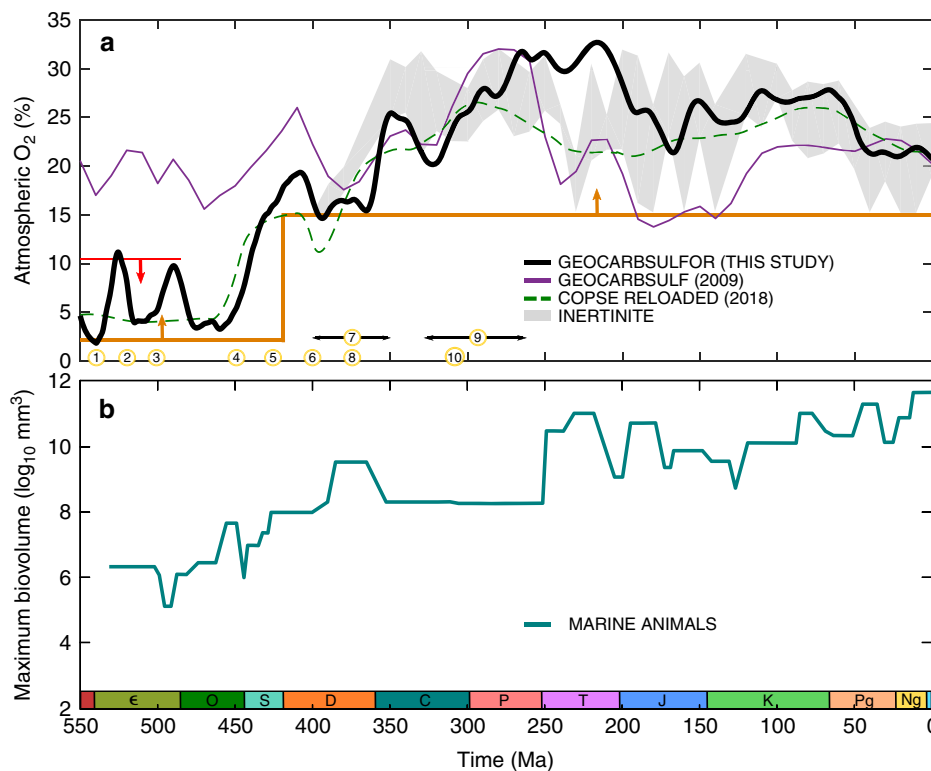 a
Atmospheric O2 (%)
35
30
25
20
15
10
5
0
GEOCARBSULFOR (THIS STUDY)
GEOCARBSULF (2009)
COPSE RELOADED (2018)
INERTINITE
7
9
1
2
3
4
5
6
8
10
b
Maximum biovolume (log10 mm3)
12
10
8
6
4
2
MARINE ANIMALS
ϵ O S D C P T J K Pg Ng
550 500 450 400 350 300 250 200 150 100 50 0
Time (Ma)